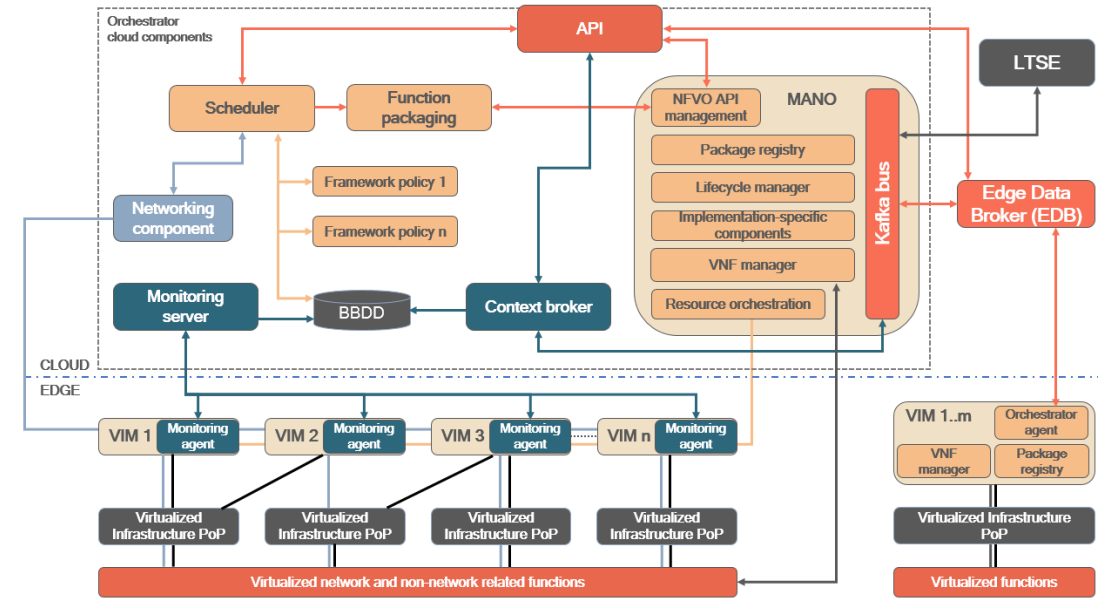 Orchestrator
cloud components
API
LTSE
Scheduler
Function
packaging
NFVO API
management
MANO
Package registry
Lifecycle manager
Implementation-specific
components
VNF manager
Resource orchestration
Kafka bus
Edge Data
Broker (EDB)
Framework policy 1
Framework policy n
Networking
component
Monitoring
server
BBDD
Context broker
CLOUD
EDGE
VIM 1
Monitoring
agent
VIM 2
Monitoring
agent
VIM 3
Monitoring
agent
VIM n
Monitoring
agent
VIM 1..m
Orchestrator
agent
VNF
manager
Package
registry
Virtualized
Infrastructure PoP
Virtualized
Infrastructure PoP
Virtualized
Infrastructure PoP
Virtualized
Infrastructure PoP
Virtualized Infrastructure
PoP
Virtualized network and non-network related functions
Virtualized functions